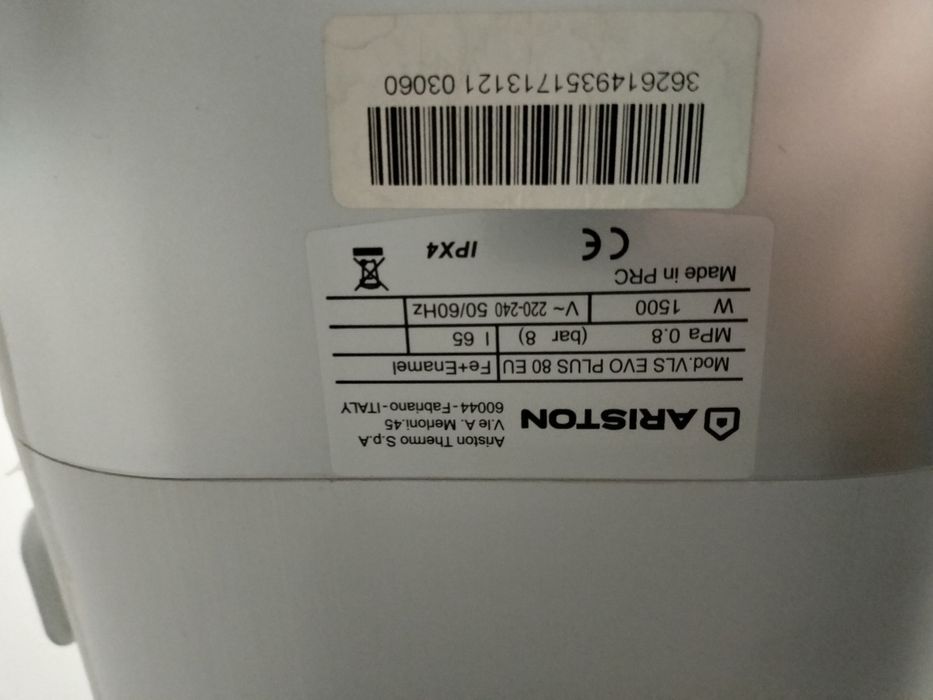 ARISTON
Ariston Thermo S.p.A
V.le A. Merloni.45
60044-Fabriano-ITALY
Mod.VLS EVO PLUS 80 EU Fe+Enamel
MPa 0.8 (bar 8) l 65
W 1500 V~ 220-240 50/60Hz
Made in PRC
CE IPX4
3626149351713121 03060